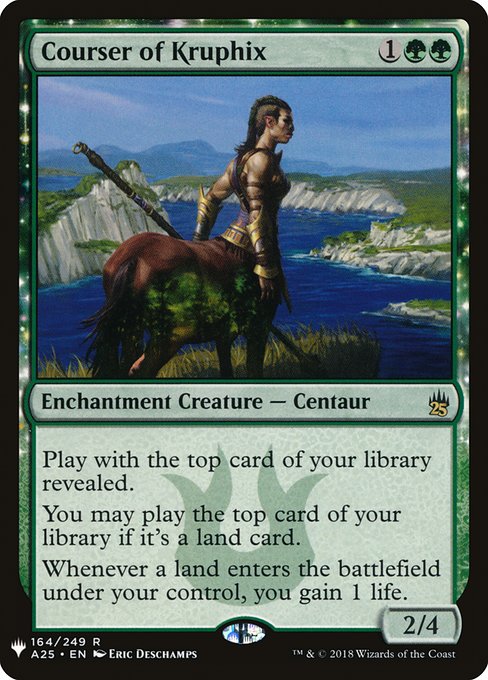 Courser of Kruphix 1
Enchantment Creature — Centaur
25
Play with the top card of your library
revealed.
You may play the top card of your
library if it's a land card.
Whenever a land enters the battlefield
under your control, you gain 1 life.
2/4
164/249 R
A25 • EN Eric Deschamps
™ & © 2018 Wizards of the Coast